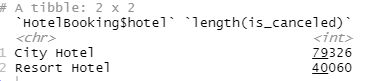 # A tibble: 2 x 2
`HotelBooking$hotel` `length(is_canceled)`
<chr> <int>
1 City Hotel 79326
2 Resort Hotel 40060